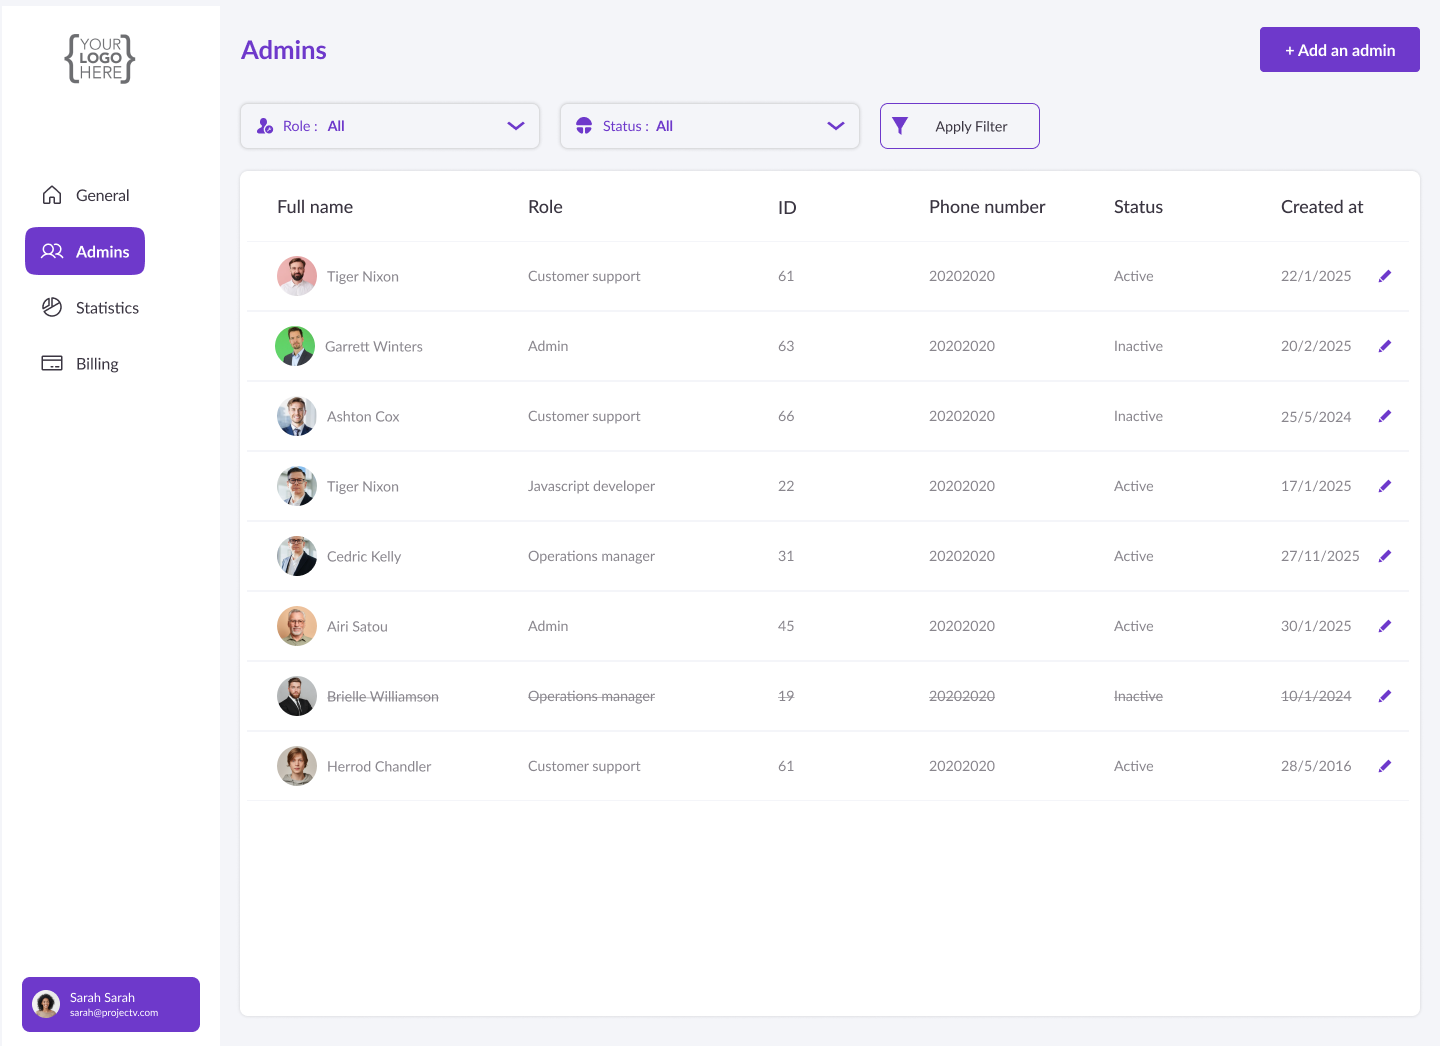 {YOUR
LOGO
HERE}
General
Admins
Statistics
Billing
Sarah Sarah
sarah@projectv.com
Admins
+ Add an admin
Role : All
Status : All
Apply Filter
Full name Role ID Phone number Status Created at
Tiger Nixon Customer support 61 20202020 Active 22/1/2025
Garrett Winters Admin 63 20202020 Inactive 20/2/2025
Ashton Cox Customer support 66 20202020 Inactive 25/5/2024
Tiger Nixon Javascript developer 22 20202020 Active 17/1/2025
Cedric Kelly Operations manager 31 20202020 Active 27/11/2025
Airi Satou Admin 45 20202020 Active 30/1/2025
Brielle Williamson Operations manager 19 20202020 Inactive 10/1/2024
Herrod Chandler Customer support 61 20202020 Active 28/5/2016